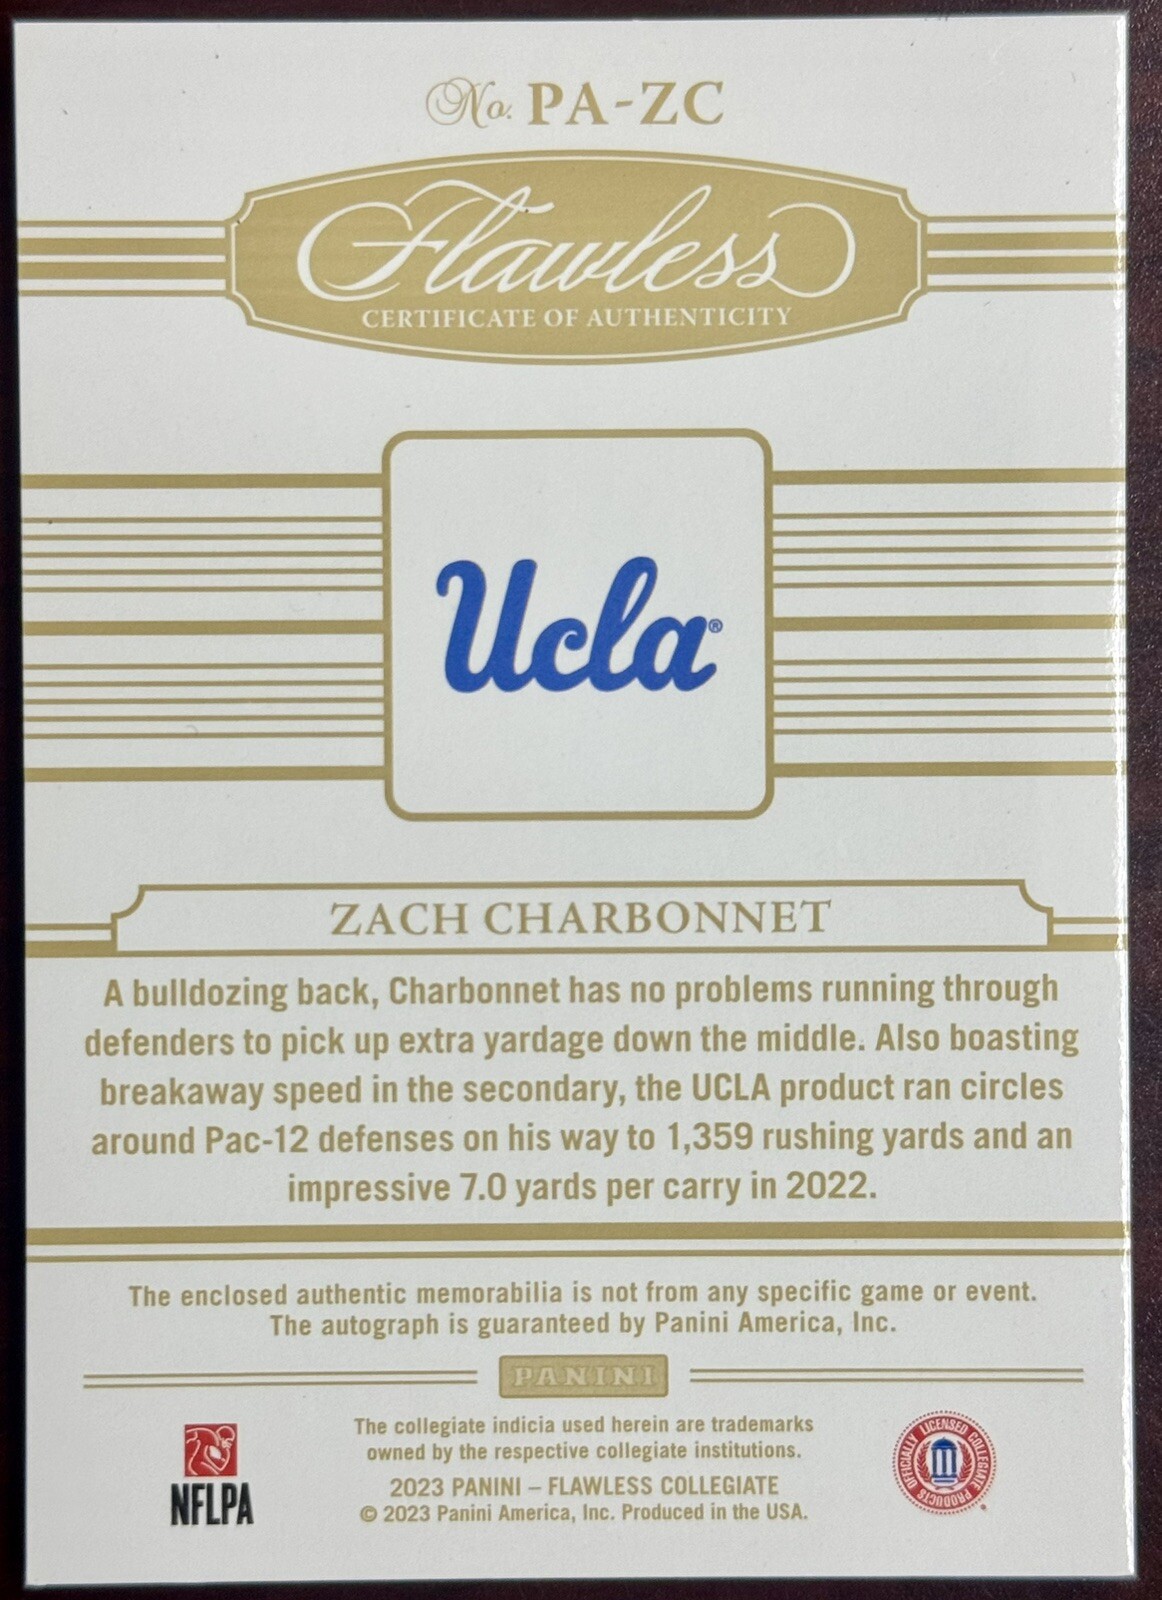 No. PA-ZC
Flawless
CERTIFICATE OF AUTHENTICITY
Ucla®
ZACH CHARBONNET
A bulldozing back, Charbonnet has no problems running through
defenders to pick up extra yardage down the middle. Also boasting
breakaway speed in the secondary, the UCLA product ran circles
around Pac-12 defenses on his way to 1,359 rushing yards and an
impressive 7.0 yards per carry in 2022.
The enclosed authentic memorabilia is not from any specific game or event.
The autograph is guaranteed by Panini America, Inc.
PANINI
The collegiate indicia used herein are trademarks
owned by the respective collegiate institutions.
2023 PANINI – FLAWLESS COLLEGIATE
© 2023 Panini America, Inc. Produced in the USA.
NFLPA
OFFICIALLY LICENSED COLLEGIATE PRODUCTS